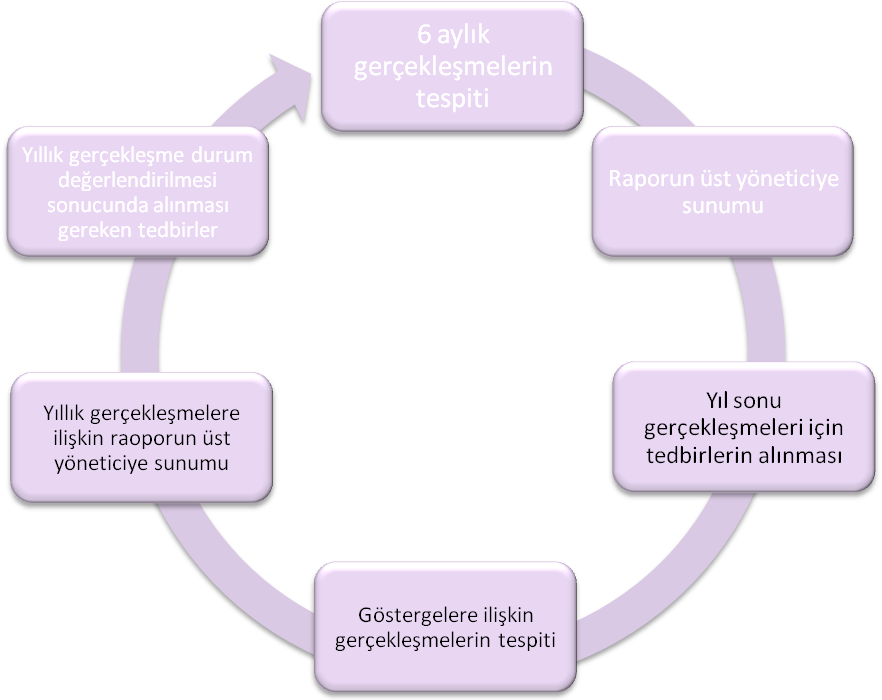 6 aylık
gerçekleşmelerin
tespiti
Raporun üst yöneticiye
sunumu
Yıl sonu
gerçekleşmeleri için
tedbirlerin alınması
Göstergelere ilişkin
gerçekleşmelerin tespiti
Yıllık gerçekleşmelere
ilişkin raoporun üst
yöneticiye sunumu
Yıllık gerçekleşme durum
değerlendirilmesi
sonucunda alınması
gereken tedbirler